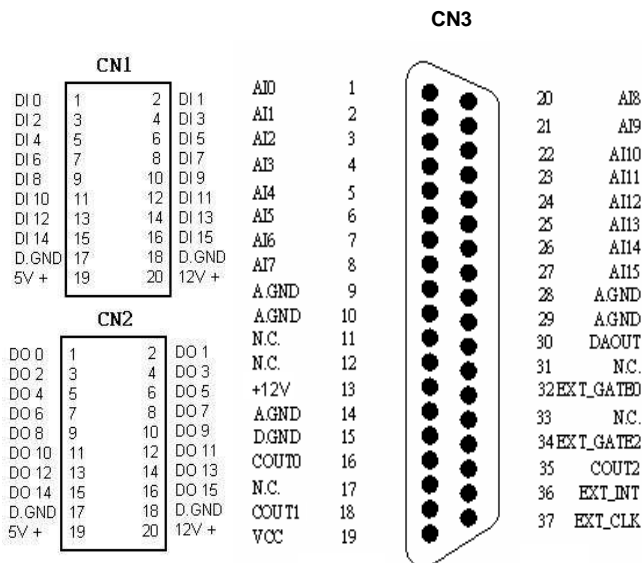 CN3
CN1
DI 0 1 2 DI 1
DI 2 3 4 DI 3
DI 4 5 6 DI 5
DI 6 7 8 DI 7
DI 8 9 10 DI 9
DI 10 11 12 DI 11
DI 12 13 14 DI 13
DI 14 15 16 DI 15
D.GND 17 18 D.GND
5V + 19 20 12V +
CN2
DO 0 1 2 DO 1
DO 2 3 4 DO 3
DO 4 5 6 DO 5
DO 6 7 8 DO 7
DO 8 9 10 DO 9
DO 10 11 12 DO 11
DO 12 13 14 DO 13
DO 14 15 16 DO 15
D.GND 17 18 D.GND
5V + 19 20 12V +
AI0 1
AI1 2
AI2 3
AI3 4
AI4 5
AI5 6
AI6 7
AI7 8
A.GND 9
A.GND 10
N.C. 11
N.C. 12
+12V 13
A.GND 14
D.GND 15
COUT0 16
N.C. 17
COUT1 18
VCC 19
20 AI8
21 AI9
22 AI10
23 AI11
24 AI12
25 AI13
26 AI14
27 AI15
28 A.GND
29 A.GND
30 DAOUT
31 N.C.
32 EXT_GATE0
33 N.C.
34 EXT_GATE2
35 COUT2
36 EXT_INT
37 EXT_CLK